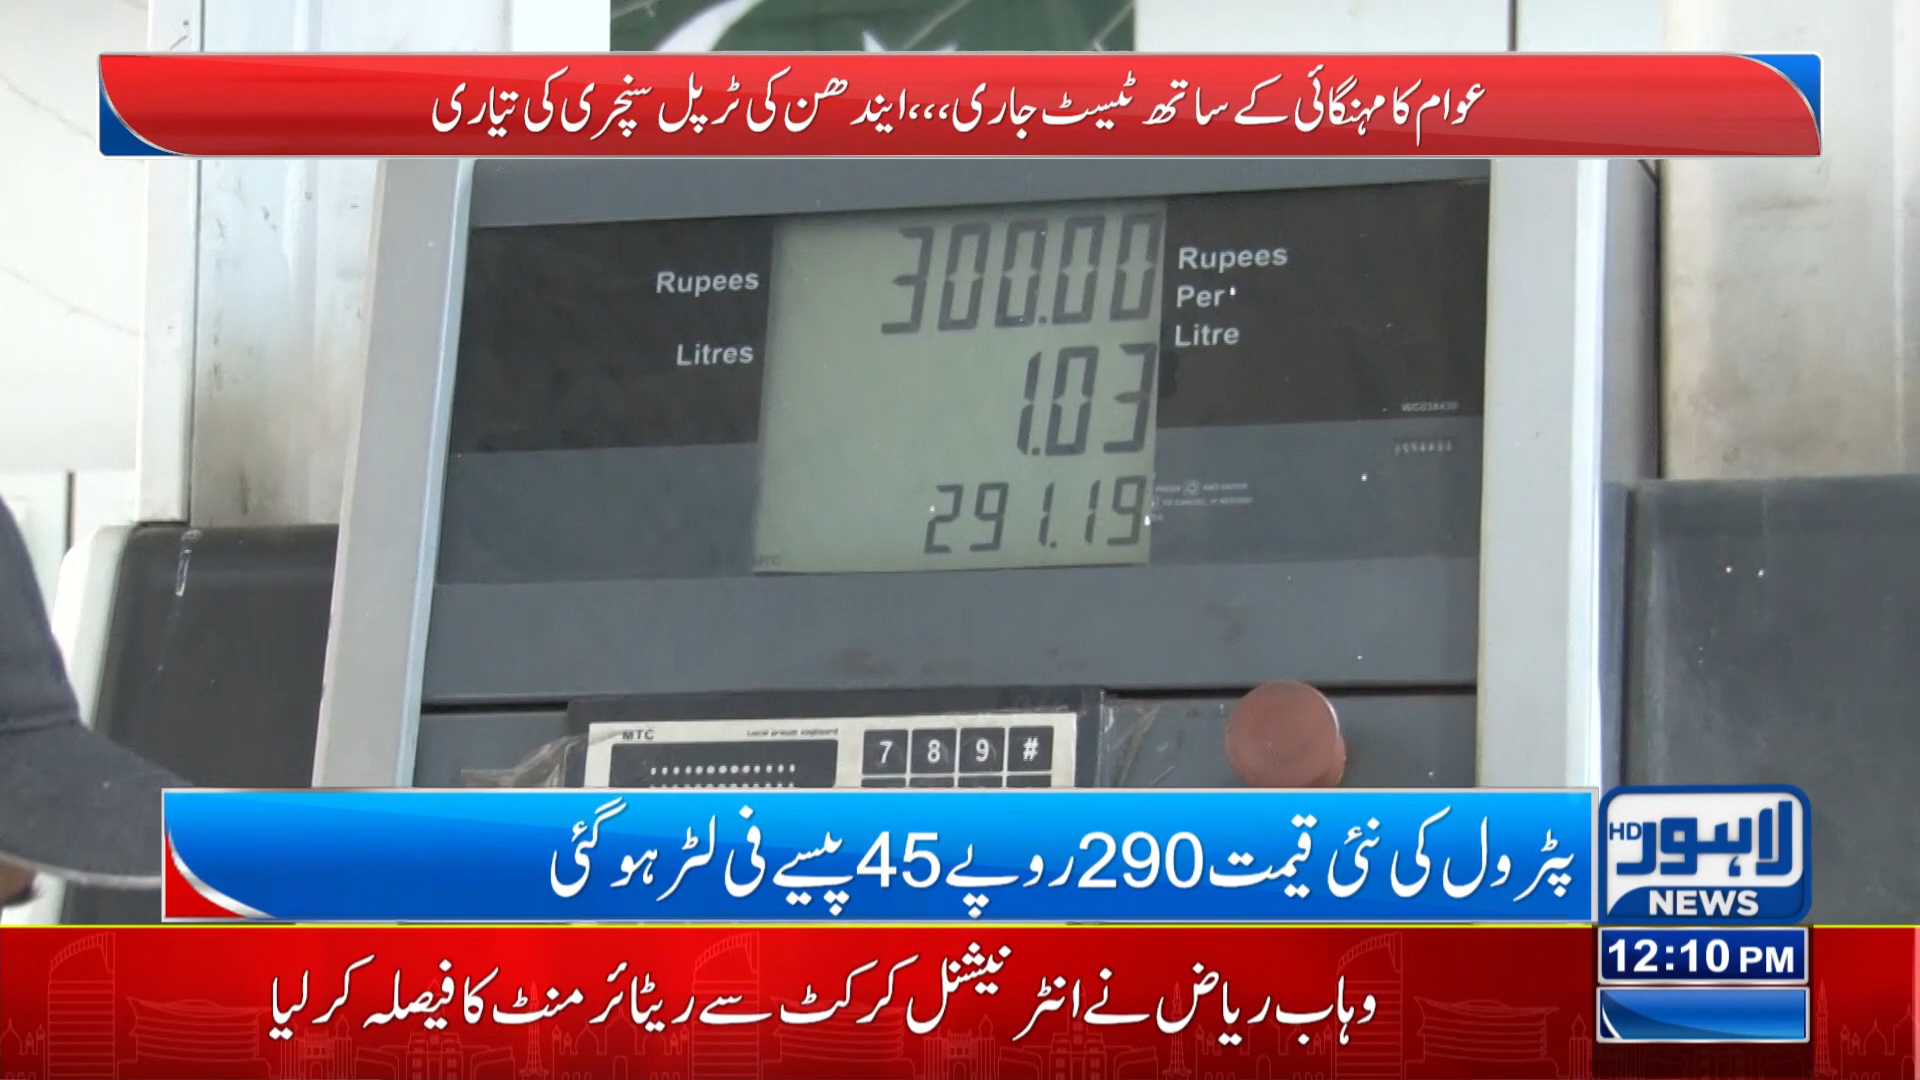 عوام کا مہنگائی کے ساتھ ٹیسٹ جاری،،،ایندھن کی ٹرپل سنچری کی تیاری
Rupees
300.00
Rupees
Per
Litre
Litres
1.03
291.19
MTC
MTC
7 8 9 #
پٹرول کی نئی قیمت 290 روپے 45 پیسے فی لٹر ہوگئی
لاہور HD
NEWS
12:10 PM
وہاب ریاض نے انٹرنیشنل کرکٹ سے ریٹائرمنٹ کا فیصلہ کرلیا